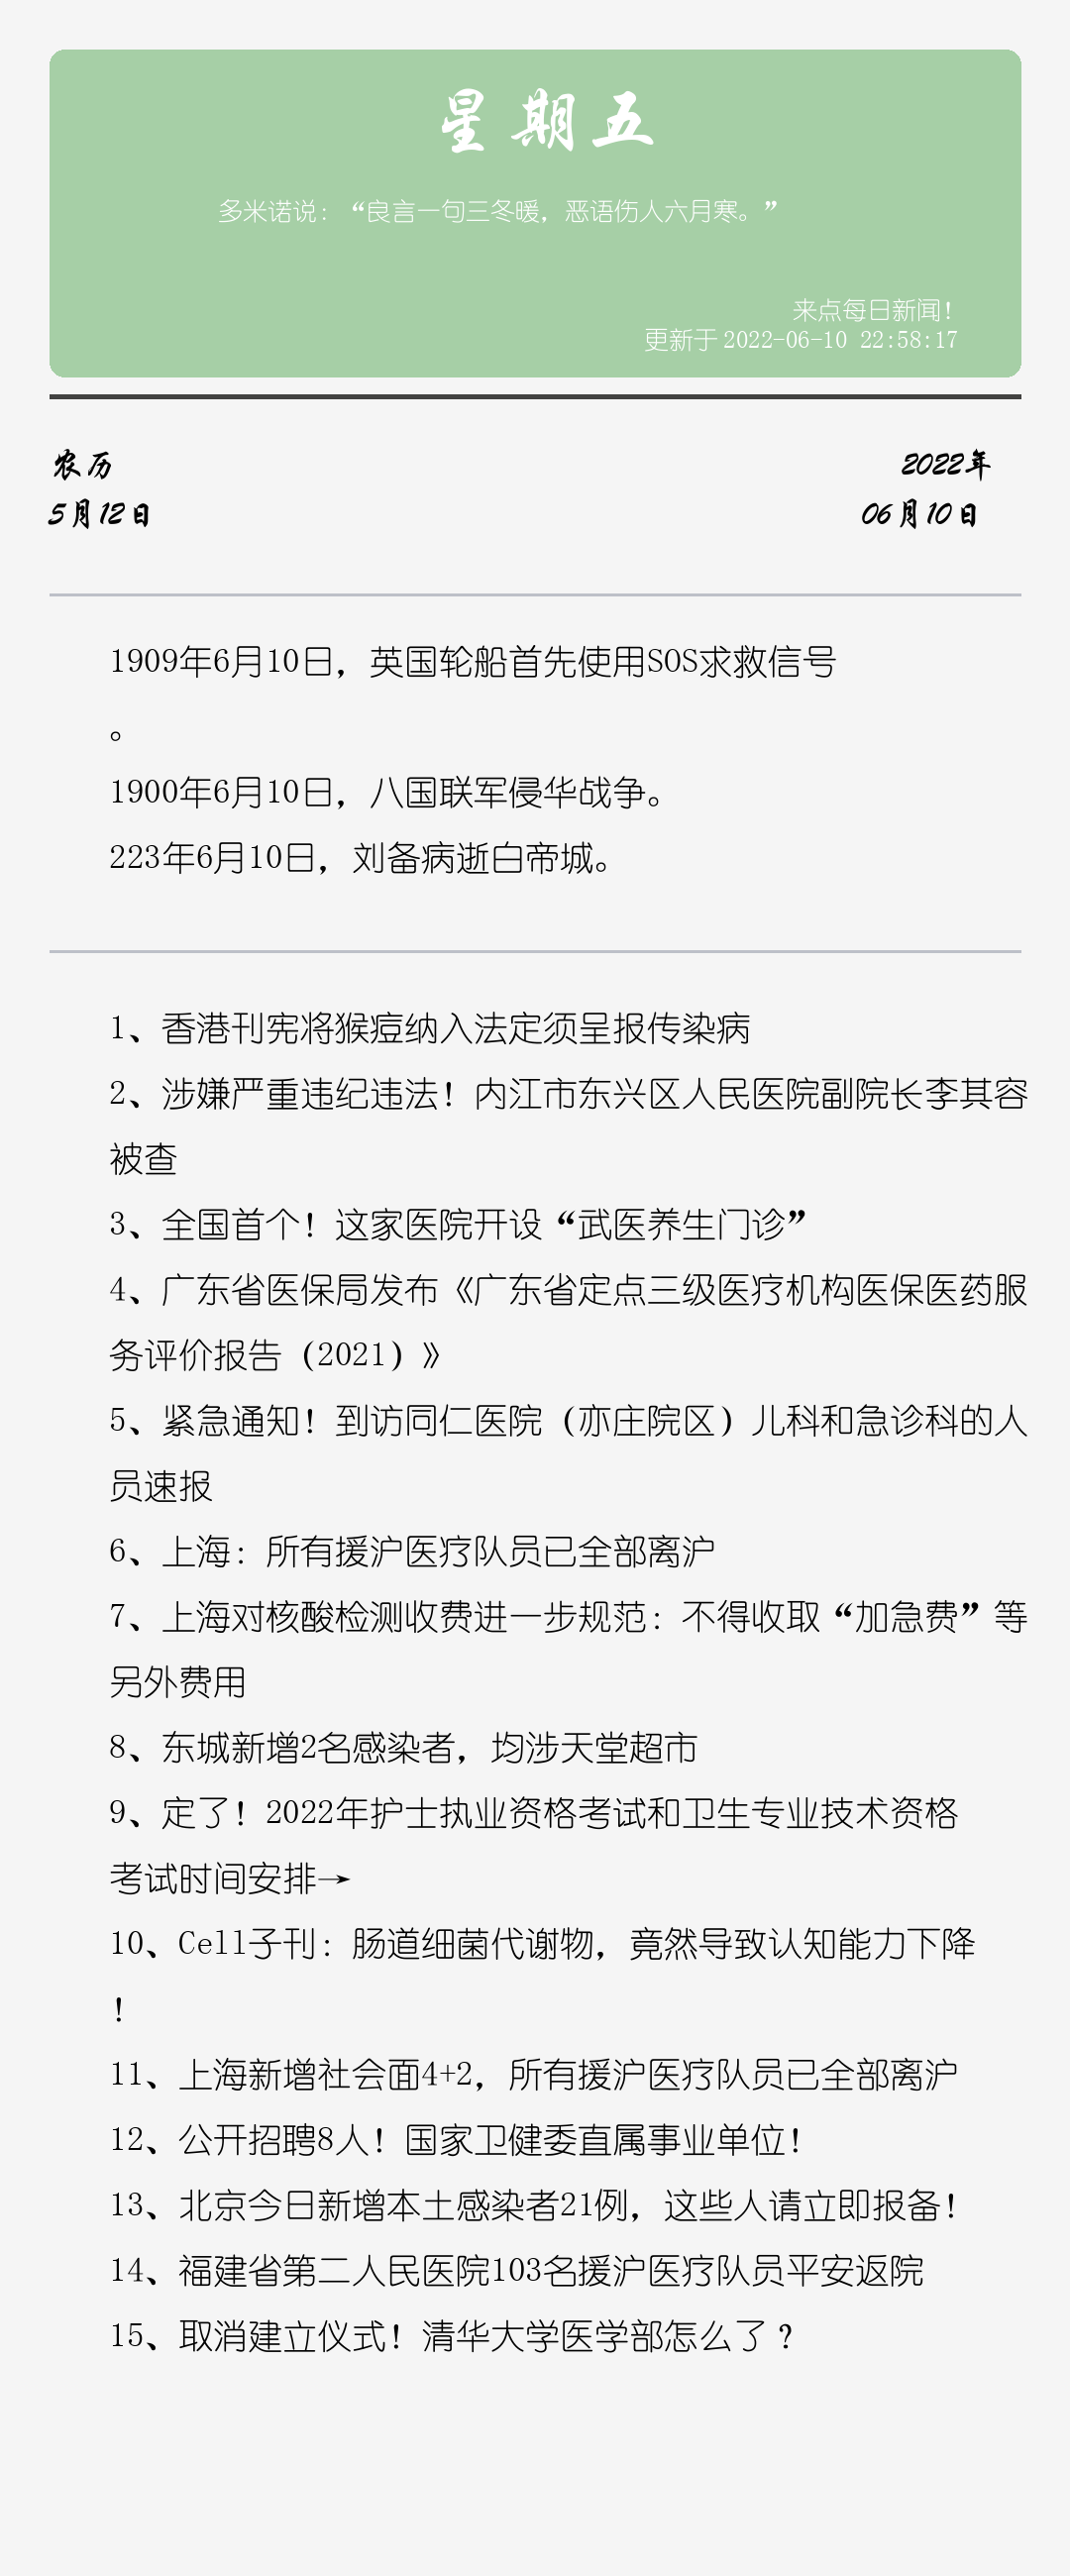 星期五
多米诺说：“良言一句三冬暖，恶语伤人六月寒。”
来点每日新闻！
更新于 2022-06-10 22:58:17
农历
2022年
5月12日
06月10日
1909年6月10日，英国轮船首先使用SOS求救信号
。
1900年6月10日，八国联军侵华战争。
223年6月10日，刘备病逝白帝城。
1、香港刊宪将猴痘纳入法定须呈报传染病
2、涉嫌严重违纪违法！内江市东兴区人民医院副院长李其容
被查
3、全国首个！这家医院开设“武医养生门诊”
4、广东省医保局发布《广东省定点三级医疗机构医保医药服
务评价报告（2021）》
5、紧急通知！到访同仁医院（亦庄院区）儿科和急诊科的人
员速报
6、上海：所有援沪医疗队员已全部离沪
7、上海对核酸检测收费进一步规范：不得收取“加急费”等
另外费用
8、东城新增2名感染者，均涉天堂超市
9、定了！2022年护士执业资格考试和卫生专业技术资格
考试时间安排→
10、Cell子刊：肠道细菌代谢物，竟然导致认知能力下降
！
11、上海新增社会面4+2，所有援沪医疗队员已全部离沪
12、公开招聘8人！国家卫健委直属事业单位！
13、北京今日新增本土感染者21例，这些人请立即报备！
14、福建省第二人民医院103名援沪医疗队员平安返院
15、取消建立仪式！清华大学医学部怎么了？